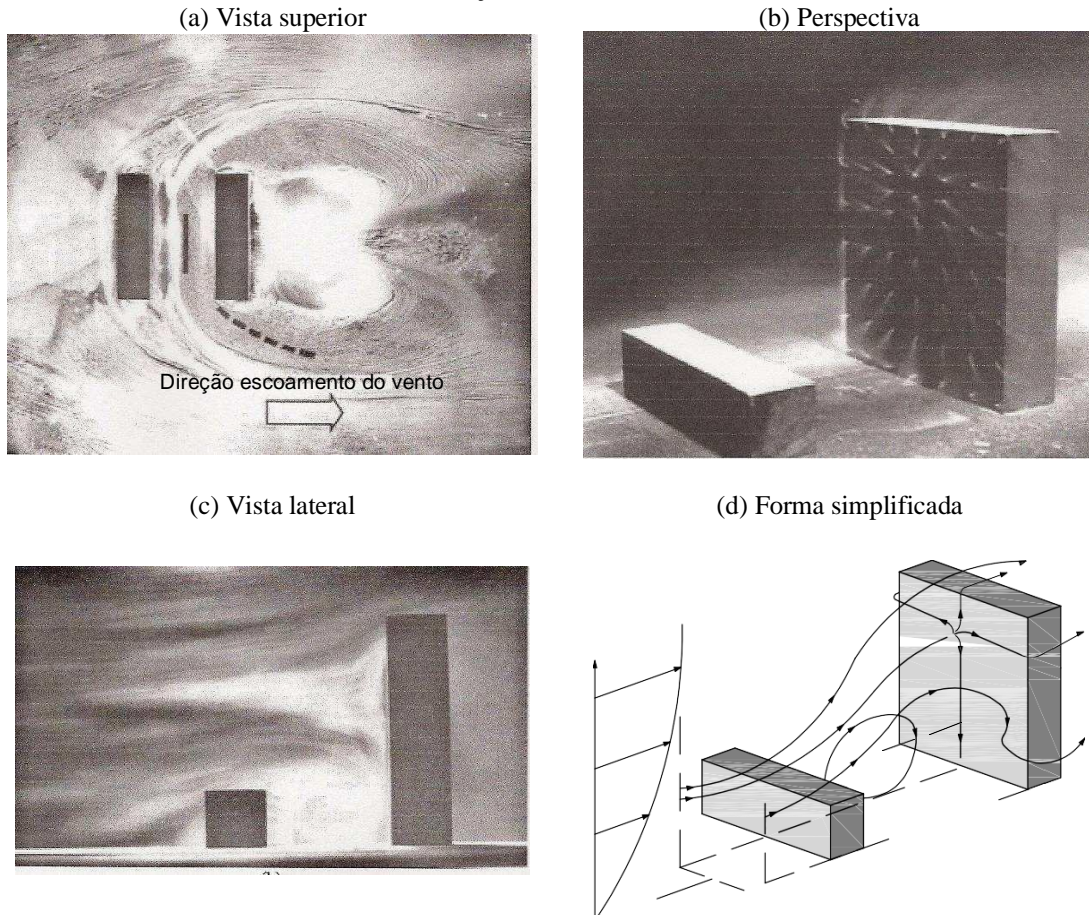 (a) Vista superior
(b) Perspectiva
Direção escoamento do vento
(c) Vista lateral
(d) Forma simplificada